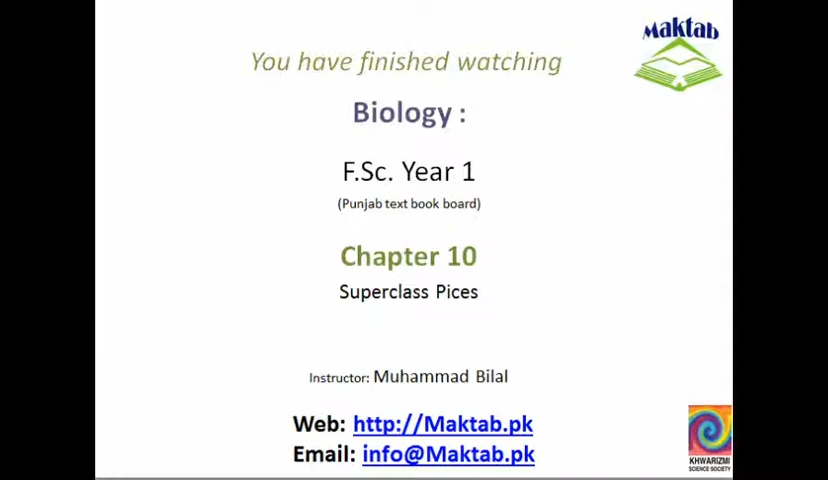 Maktab
You have finished watching
Biology :
F.Sc. Year 1
(Punjab text book board)
Chapter 10
Superclass Pices
Instructor: Muhammad Bilal
Web: http://Maktab.pk
Email: info@Maktab.pk
KHWARIZMI
SCIENCE SOCIETY